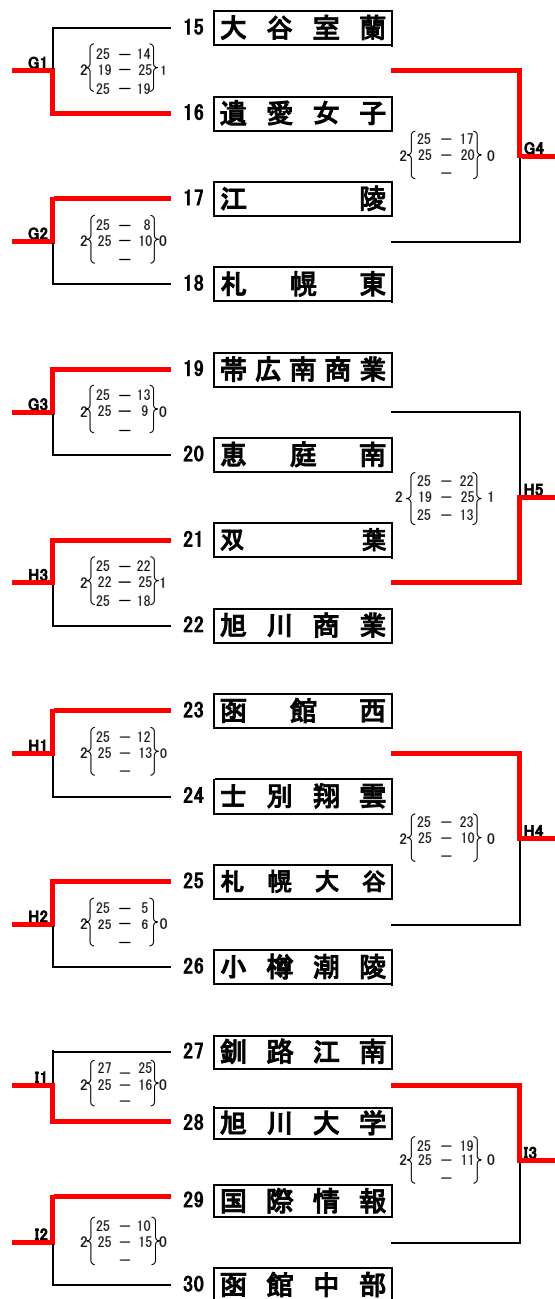 15 大谷室蘭
G1
25 － 14
2 19 － 25 1
25 － 19
16 遺愛女子
25 － 17
2 25 － 20 0
－
G4
17 江陵
G2
25 － 8
2 25 － 10 0
－
18 札幌東
19 帯広南商業
G3
25 － 13
2 25 － 9 0
－
20 恵庭南
25 － 22
2 19 － 25 1
25 － 13
H5
21 双葉
H3
25 － 22
2 22 － 25 1
25 － 18
22 旭川商業
23 函館西
H1
25 － 12
2 25 － 13 0
－
24 士別翔雲
25 － 23
2 25 － 10 0
－
H4
25 札幌大谷
H2
25 － 5
2 25 － 6 0
－
26 小樽潮陵
27 釧路江南
I1
27 － 25
2 25 － 16 0
－
28 旭川大学
25 － 19
2 25 － 11 0
－
I3
29 国際情報
I2
25 － 10
2 25 － 15 0
－
30 函館中部